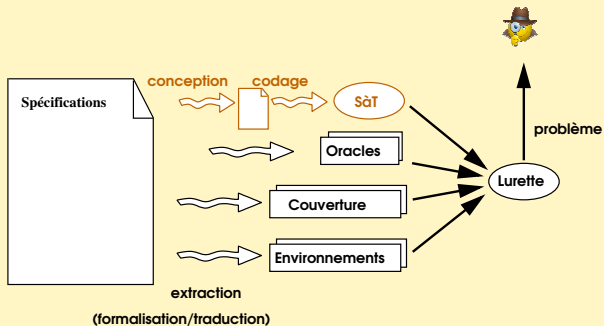 conception codage
Spécifications
SàT
problème
Oracles
Lurette
Couverture
Environnements
extraction
(formalisation/traduction)